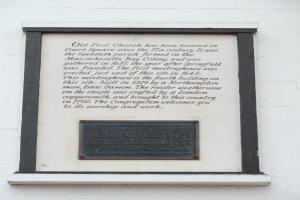 Old First Church has been located in
Court Square since the 17th century. It was
the twentieth parish formed in the
Massachusetts Bay Colony and was
gathered in 1637, the year after Springfield
was founded. The first meetinghouse was
erected just east of this site in 1645.
This meetinghouse is the fourth building on
this site, built in 1819 by a Northampton
man, Isaac Damon. The rooster weathervane
on the steeple was crafted by a London
coppersmith and brought to this country
in 1750. The Congregation welcomes you
to its worship and work.